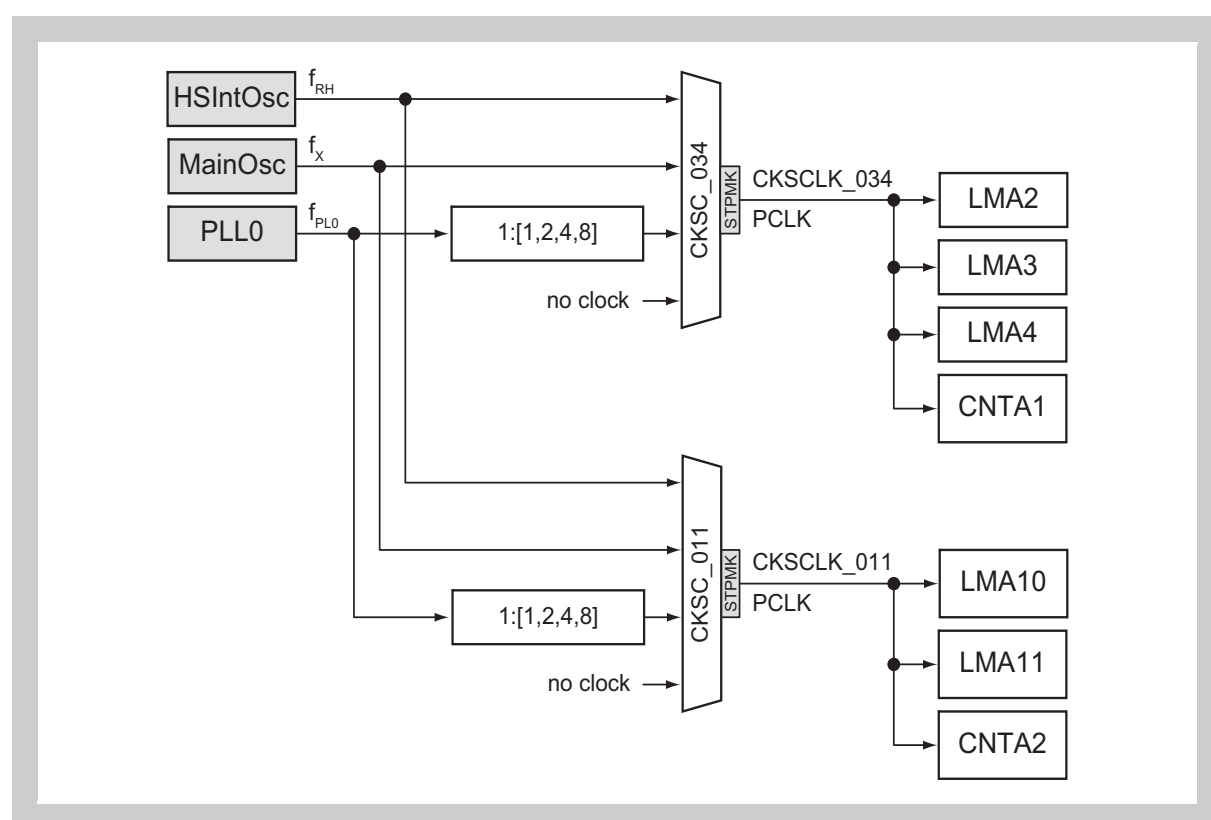 HSIntOsc
fRH
MainOsc
fX
PLL0
fPL0
1:[1,2,4,8]
no clock
CKSC_034
STPMK
CKSCLK_034
PCLK
LMA2
LMA3
LMA4
CNTA1
1:[1,2,4,8]
no clock
CKSC_011
STPMK
CKSCLK_011
PCLK
LMA10
LMA11
CNTA2